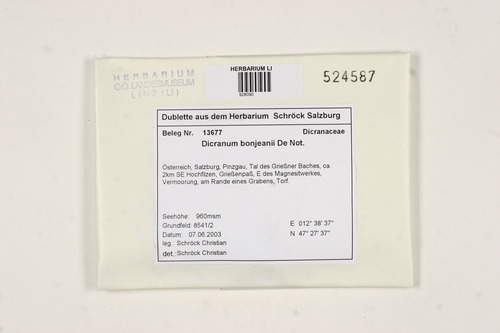 HERBARIUM
O.Ö. LANDESMUSEUM
LINZ (LI)
HERBARIUM LI
524587
Dublette aus dem Herbarium Schröck Salzburg
Beleg Nr. 13677 Dicranaceae
Dicranum bonjeanii De Not.
Österreich, Salzburg, Pinzgau, Tal des Grießner Baches, ca.
2km SE Hochfilzen, Grießenpaß, E des Magnesitwerkes,
Vermoorung, am Rande eines Grabens, Torf.
Seehöhe: 960msm
E 012° 38' 37"
Grundfeld: 8541/2
Datum: 07.06.2003
N 47° 27' 37"
leg.: Schröck Christian
det.: Schröck Christian